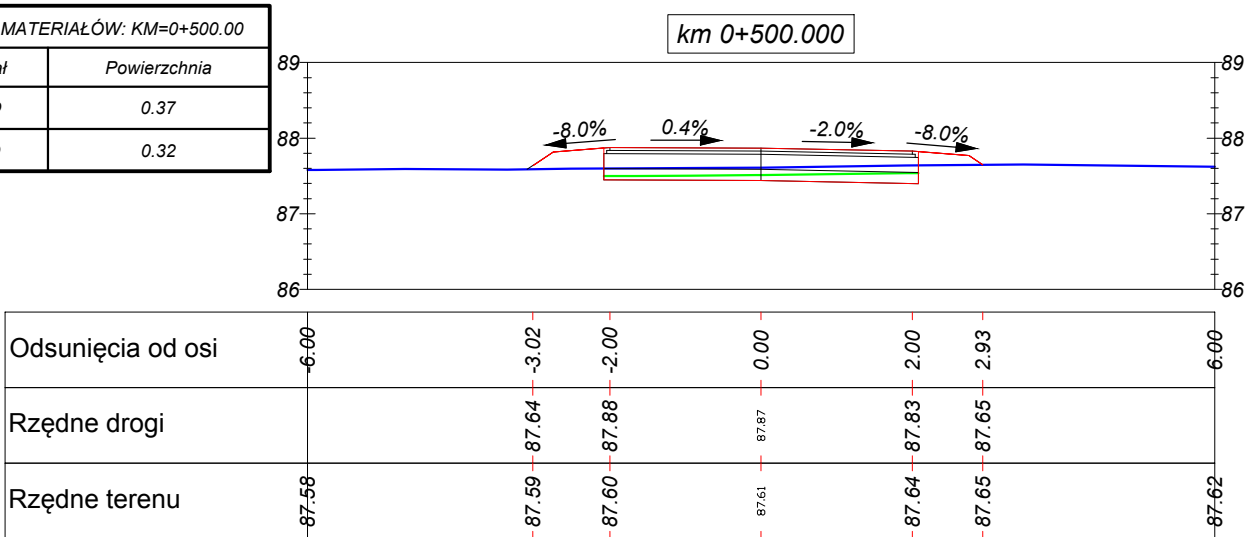 MATERIAŁÓW: KM=0+500.00
Powierzchnia
0.37
0.32
km 0+500.000
89 89
-8.0% 0.4% -2.0% -8.0%
88 88
87 87
86 86
Odsunięcia od osi -6.00 -3.02 -2.00 0.00 2.00 2.93 6.00
Rzędne drogi 87.64 87.88 87.87 87.83 87.65
Rzędne terenu 87.58 87.59 87.60 87.61 87.64 87.65 87.62